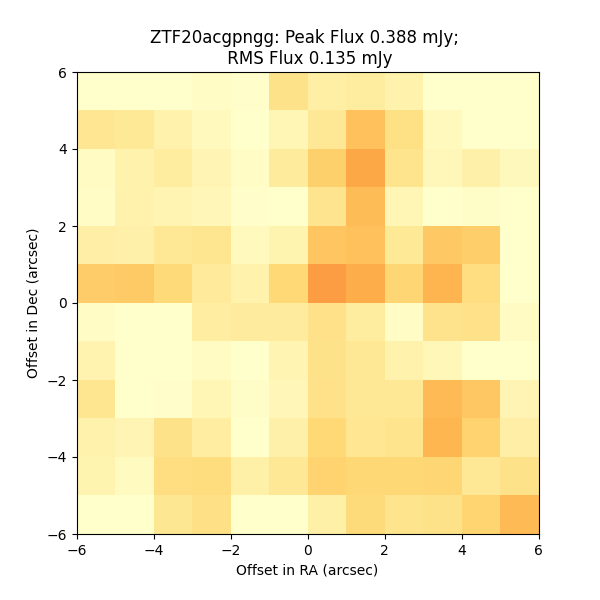 ZTF20acgpngg: Peak Flux 0.388 mJy;
RMS Flux 0.135 mJy
6
4
2
0
−2
−4
−6
Offset in Dec (arcsec)
−6 −4 −2 0 2 4 6
Offset in RA (arcsec)